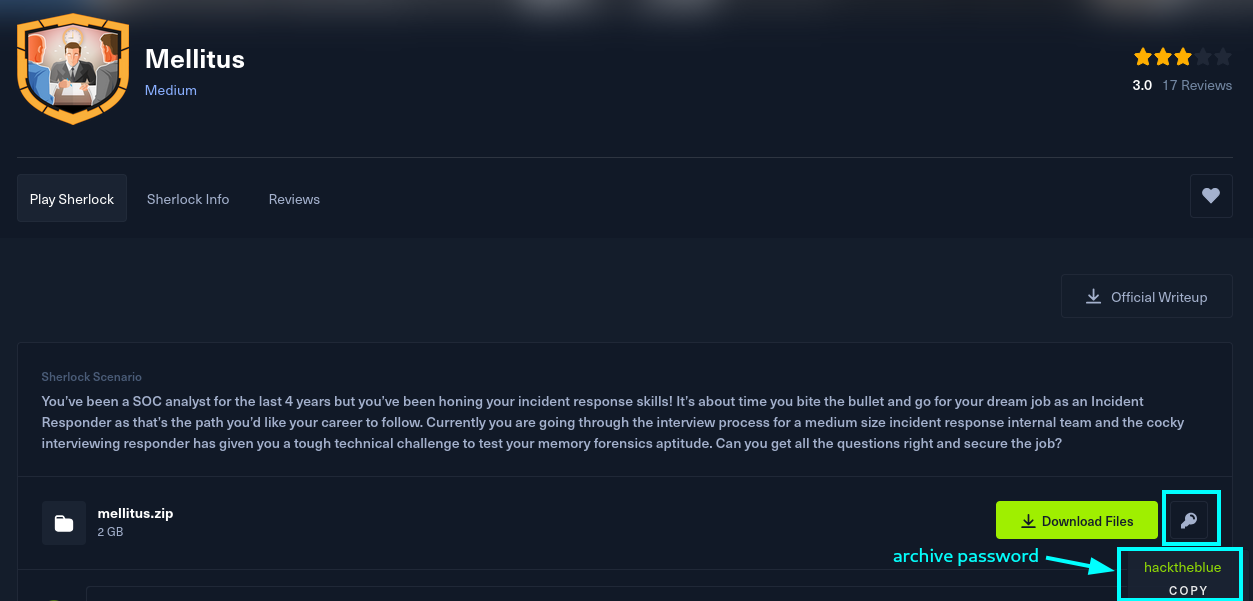 Mellitus
Medium
3.0 17 Reviews
Play Sherlock
Sherlock Info
Reviews
Official Writeup
Sherlock Scenario
You've been a SOC analyst for the last 4 years but you've been honing your incident response skills! It's about time you bite the bullet and go for your dream job as an Incident
Responder as that's the path you'd like your career to follow. Currently you are going through the interview process for a medium size incident response internal team and the cocky
interviewing responder has given you a tough technical challenge to test your memory forensics aptitude. Can you get all the questions right and secure the job?
mellitus.zip
2 GB
Download Files
archive password
hacktheblue
COPY